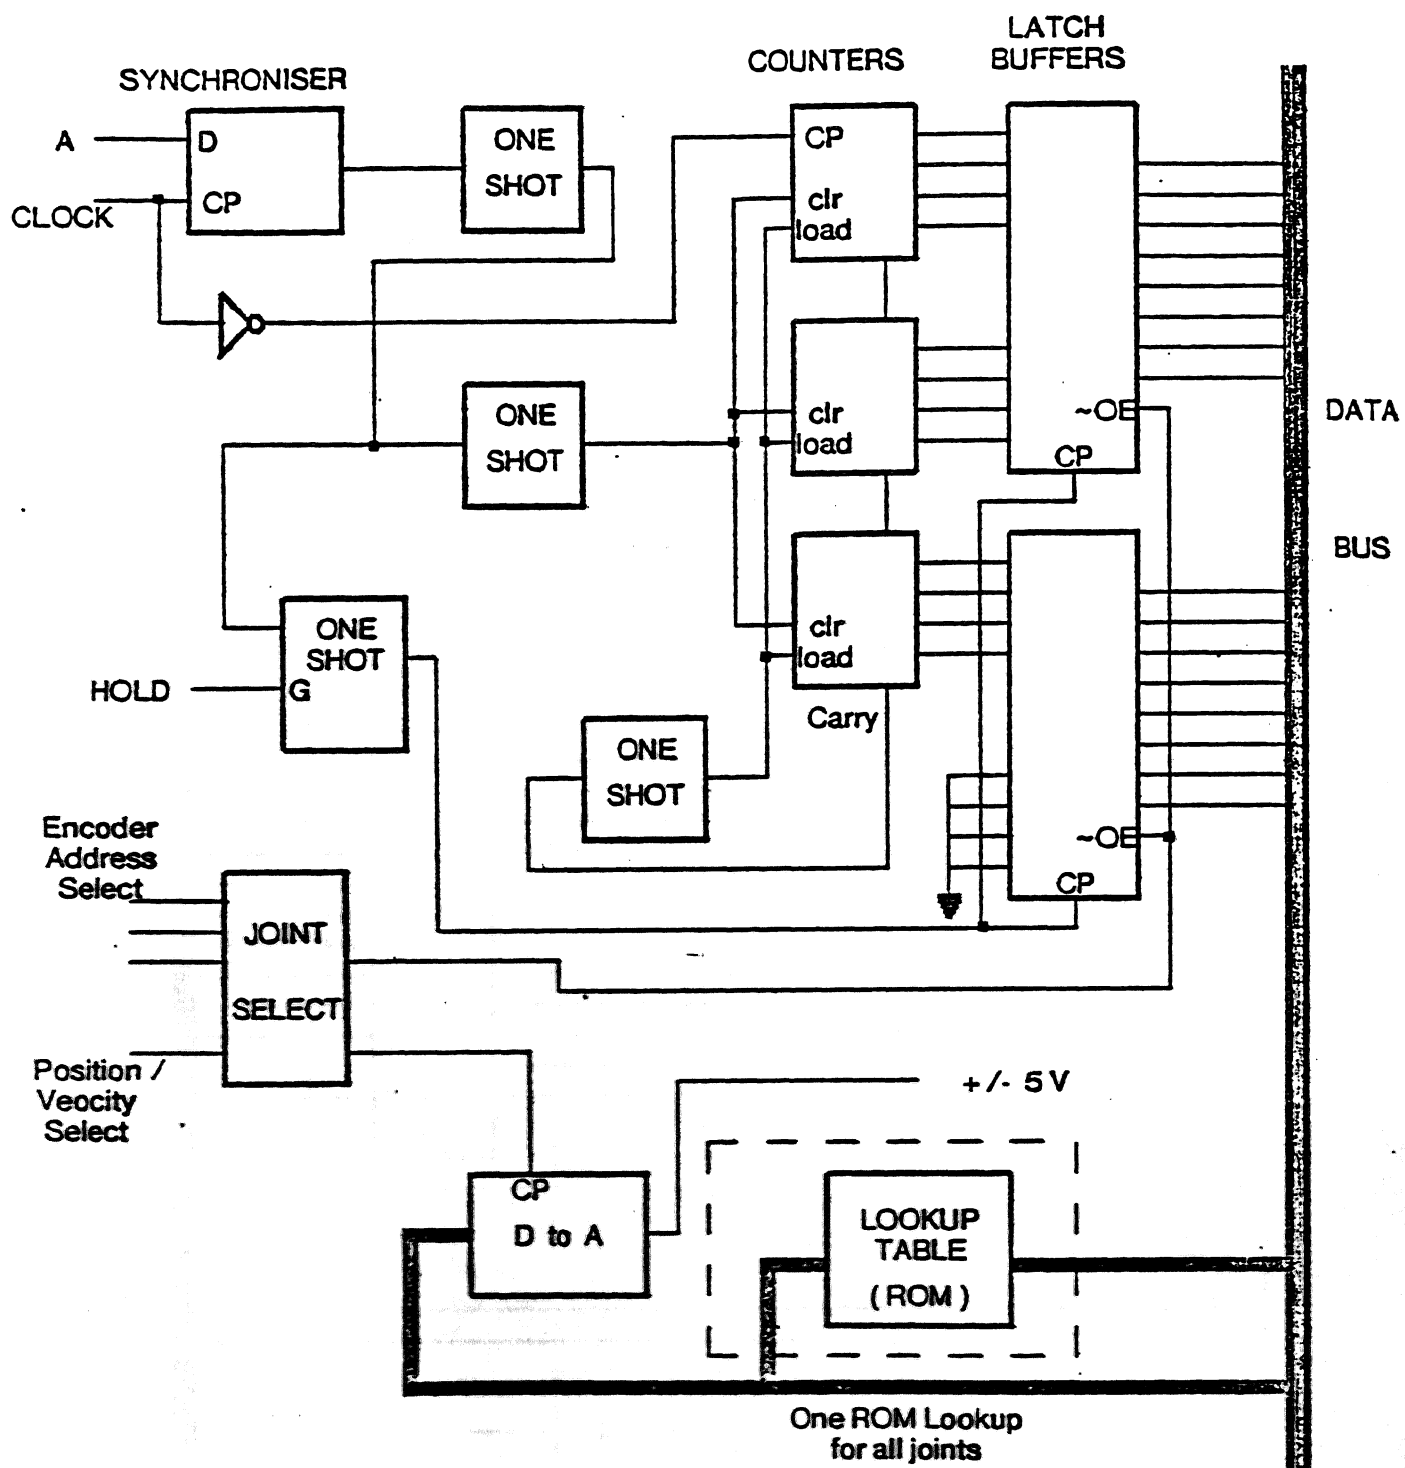 LATCH
BUFFERS
COUNTERS
SYNCHRONISER
A
D
CP
CLOCK
ONE
SHOT
CP
clr
load
ONE
SHOT
clr
load
~OE
CP
DATA
BUS
ONE
SHOT
G
HOLD
clr
load
Carry
ONE
SHOT
~OE
CP
Encoder
Address
Select
JOINT
SELECT
Position /
Veocity
Select
+/- 5V
CP
D to A
LOOKUP
TABLE
( ROM )
One ROM Lookup
for all joints